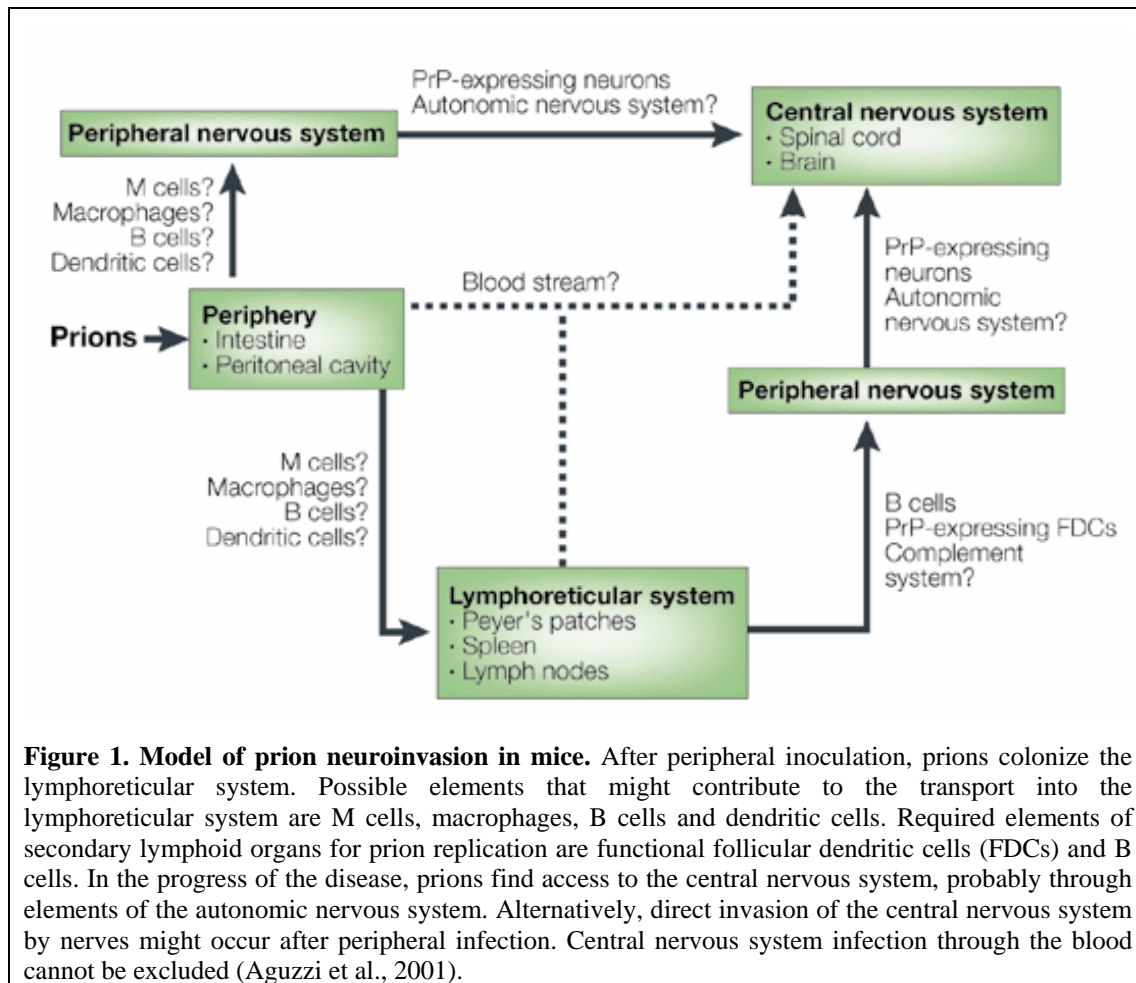 PrP-expressing neurons
Autonomic nervous system?
Peripheral nervous system
Central nervous system
· Spinal cord
· Brain
M cells?
Macrophages?
B cells?
Dendritic cells?
PrP-expressing
neurons
Autonomic
nervous system?
Blood stream?
Prions
Periphery
· Intestine
· Peritoneal cavity
Peripheral nervous system
M cells?
Macrophages?
B cells?
Dendritic cells?
B cells
PrP-expressing FDCs
Complement
system?
Lymphoreticular system
· Peyer's patches
· Spleen
· Lymph nodes
Figure 1. Model of prion neuroinvasion in mice. After peripheral inoculation, prions colonize the
lymphoreticular system. Possible elements that might contribute to the transport into the
lymphoreticular system are M cells, macrophages, B cells and dendritic cells. Required elements of
secondary lymphoid organs for prion replication are functional follicular dendritic cells (FDCs) and B
cells. In the progress of the disease, prions find access to the central nervous system, probably through
elements of the autonomic nervous system. Alternatively, direct invasion of the central nervous system
by nerves might occur after peripheral infection. Central nervous system infection through the blood
cannot be excluded (Aguzzi et al., 2001).